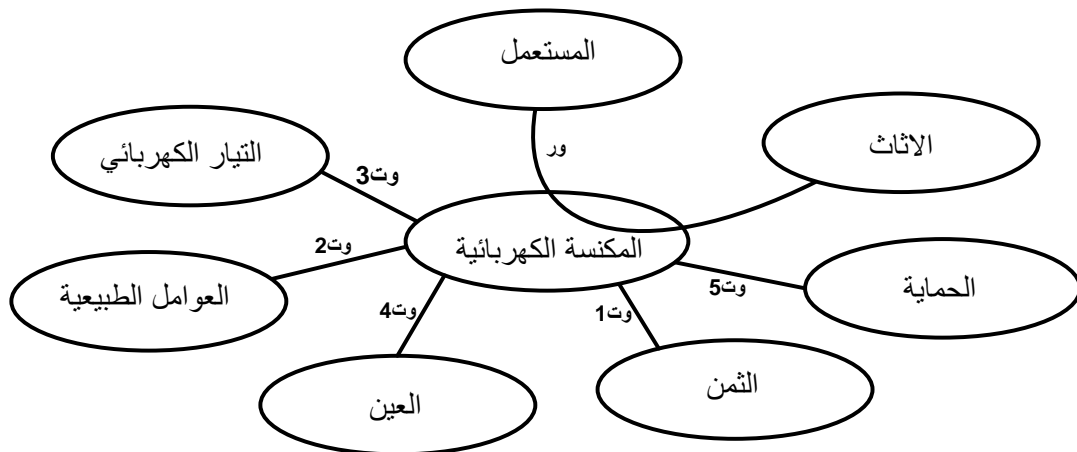 المستعمل
الاثاث
ور
التيار الكهربائي
وت3
المكنسة الكهربائية
وت2
العوامل الطبيعية
وت5
الحماية
وت4
وت1
العين
الثمن